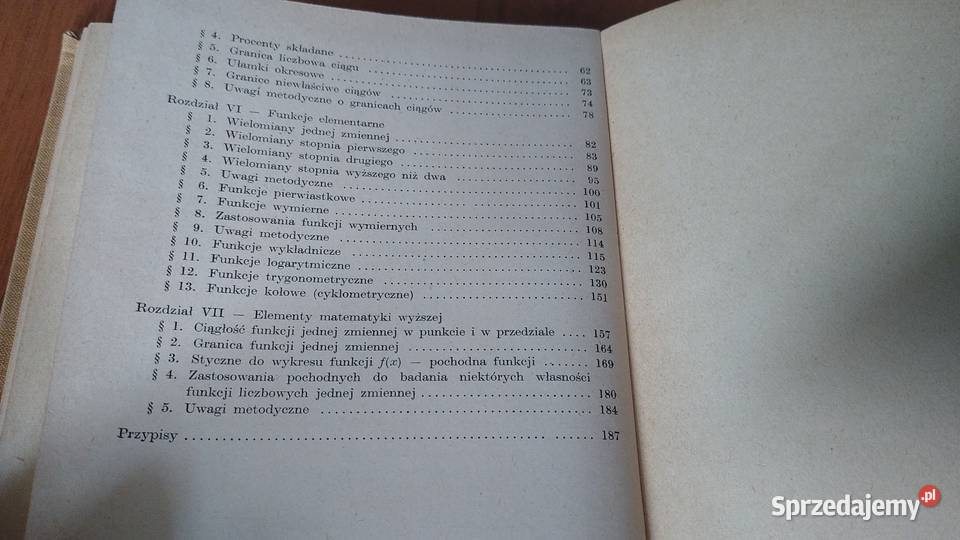 § 4. Procenty składane . . . . . . . . . . 62
§ 5. Granica liczbowa ciągu . . . . . . . . . . 63
§ 6. Ułamki okresowe . . . . . . . . . . 73
§ 7. Granice niewłaściwe ciągów . . . . . . . . . . 74
§ 8. Uwagi metodyczne o granicach ciągów . . . . . . . . . . 78
Rozdział VI — Funkcje elementarne
§ 1. Wielomiany jednej zmiennej . . . . . . . . . . 82
§ 2. Wielomiany stopnia pierwszego . . . . . . . . . . 83
§ 3. Wielomiany stopnia drugiego . . . . . . . . . . 89
§ 4. Wielomiany stopnia wyższego niż dwa . . . . . . . . . . 95
§ 5. Uwagi metodyczne . . . . . . . . . . 100
§ 6. Funkcje pierwiastkowe . . . . . . . . . . 101
§ 7. Funkcje wymierne . . . . . . . . . . 105
§ 8. Zastosowania funkcji wymiernych . . . . . . . . . . 108
§ 9. Uwagi metodyczne . . . . . . . . . . 114
§ 10. Funkcje wykładnicze . . . . . . . . . . 115
§ 11. Funkcje logarytmiczne . . . . . . . . . . 123
§ 12. Funkcje trygonometryczne . . . . . . . . . . 130
§ 13. Funkcje kołowe (cyklometryczne) . . . . . . . . . . 151
Rozdział VII — Elementy matematyki wyższej
§ 1. Ciągłość funkcji jednej zmiennej w punkcie i w przedziale . . . . 157
§ 2. Granica funkcji jednej zmiennej . . . . . . . . . . 164
§ 3. Styczne do wykresu funkcji f(x) — pochodna funkcji . . . . . . 169
§ 4. Zastosowania pochodnych do badania niektórych własności
funkcji liczbowych jednej zmiennej . . . . . . . . . . 180
§ 5. Uwagi metodyczne . . . . . . . . . . 184
Przypisy . . . . . . . . . . 187
Sprzedajemy.pl